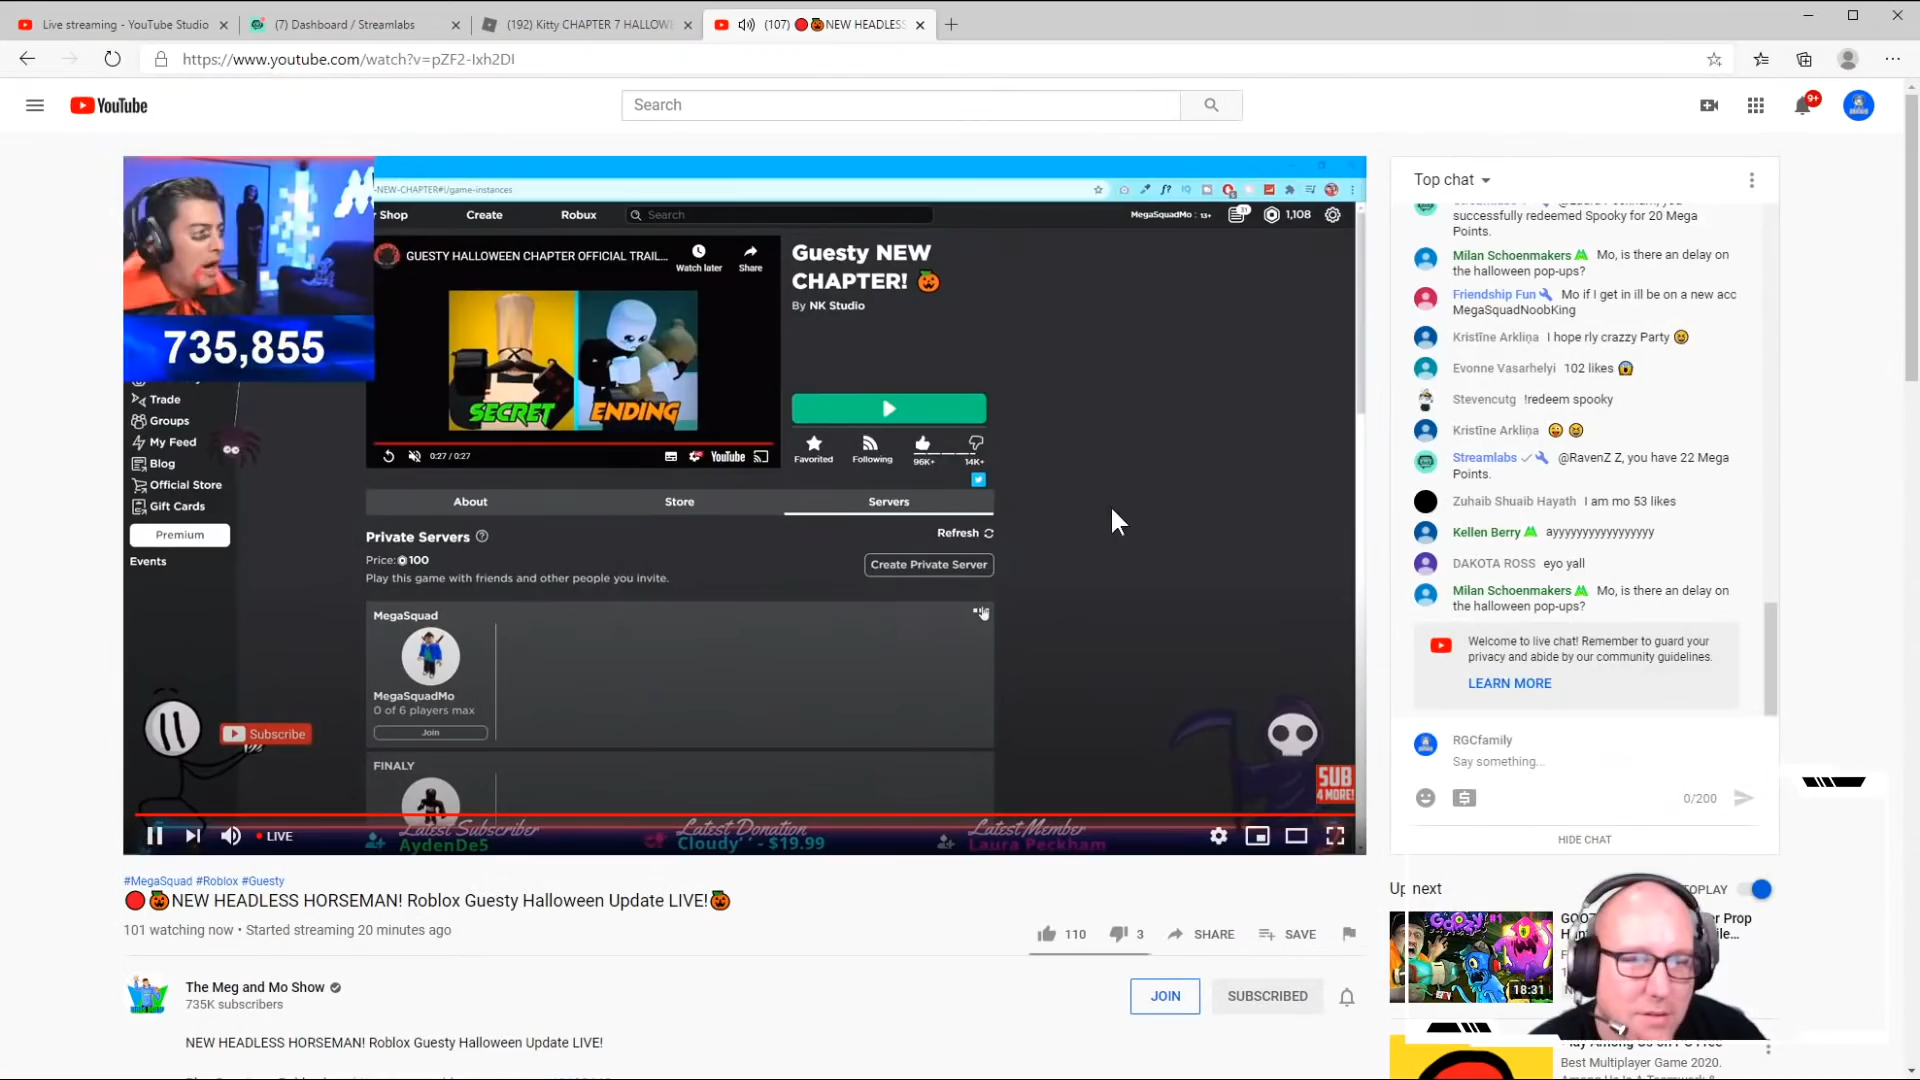 Live streaming - YouTube Studio
(7) Dashboard / Streamlabs
(192) Kitty CHAPTER 7 HALLOW
(107) 🔴🎃NEW HEADLESS
https://www.youtube.com/watch?v=pZF2-Ixh2DI
YouTube
Search
9+
-NEW-CHAPTER#!/game-instances
Shop
Create
Robux
Search
MegaSquadMo : 13+
1,108
735,855
Trade
Groups
My Feed
Blog
Official Store
Gift Cards
Premium
Events
GUESTY HALLOWEEN CHAPTER OFFICIAL TRAIL...
Watch later
Share
SECRET
ENDING
0:27 / 0:27
YouTube
Guesty NEW
CHAPTER! 🎃
By NK Studio
Favorited
Following
96K+
14K+
About
Store
Servers
Private Servers
Refresh
Price: 100
Create Private Server
Play this game with friends and other people you invite.
MegaSquad
MegaSquadMo
0 of 6 players max
Join
FINALY
Subscribe
SUB
4 MORE!
LIVE
Latest Subscriber
AydenDe5
Latest Donation
Cloudy'' - $19.99
Latest Member
Laura Peckham
Top chat
successfully redeemed Spooky for 20 Mega
Points.
Milan Schoenmakers Mo, is there an delay on
the halloween pop-ups?
Friendship Fun Mo if I get in ill be on a new acc
MegaSquadNoobKing
Kristīne Arkliņa I hope rly crazzy Party 😆
Evonne Vasarhelyi 102 likes 😱
Stevencutg !redeem spooky
Kristīne Arkliņa 😜 😆
Streamlabs @RavenZ Z, you have 22 Mega
Points.
Zuhaib Shuaib Hayath I am mo 53 likes
Kellen Berry ayyyyyyyyyyyyyyyyy
DAKOTA ROSS eyo yall
Milan Schoenmakers Mo, is there an delay on
the halloween pop-ups?
Welcome to live chat! Remember to guard your
privacy and abide by our community guidelines.
LEARN MORE
RGCfamily
Say something...
0/200
HIDE CHAT
#MegaSquad #Roblox #Guesty
🔴🎃NEW HEADLESS HORSEMAN! Roblox Guesty Halloween Update LIVE!🎃
101 watching now • Started streaming 20 minutes ago
110
3
SHARE
SAVE
The Meg and Mo Show
735K subscribers
JOIN
SUBSCRIBED
NEW HEADLESS HORSEMAN! Roblox Guesty Halloween Update LIVE!
Up next
TOPLAY
GOOZY #1
18:31
Prop
Best Multiplayer Game 2020.